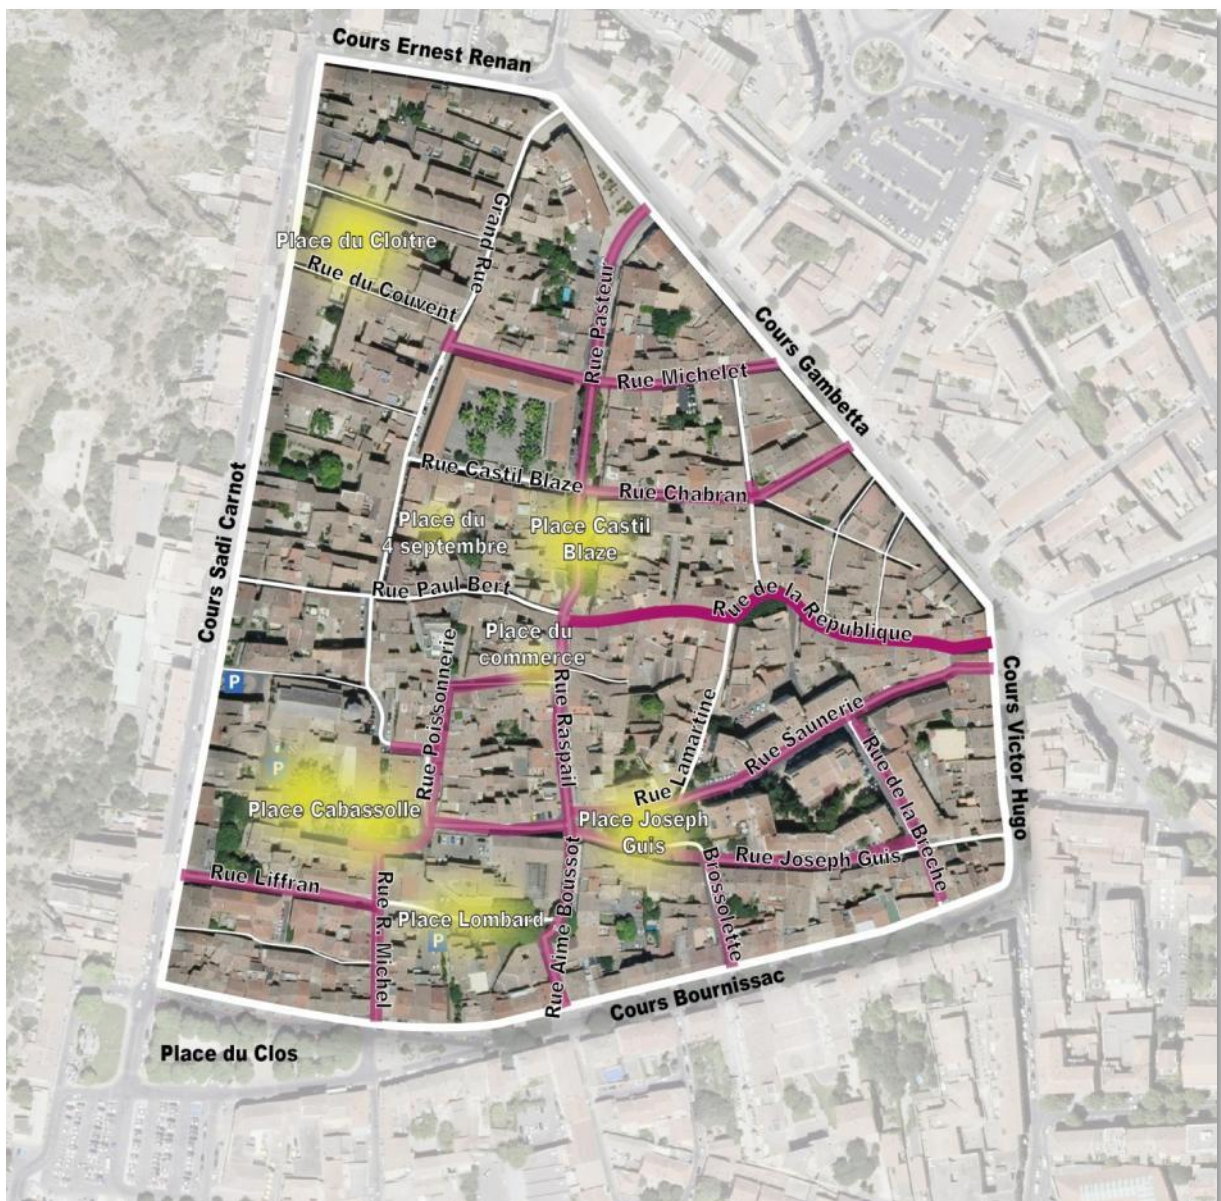 Cours Ernest Renan
Grand Rue
Place du Cloître
Rue du Couvent
Rue Pasteur
Cours Gambetta
Rue Michelet
Rue Castil Blaze
Rue Chabran
Cours Sadi Carnot
Place du
4 septembre
Place Castil
Blaze
Rue Paul Bert
Rue de la Republique
Place du
commerce
Rue Poissonnerie
Rue Raspail
P
Rue Lamartine
Rue Saunerie
Cours Victor Hugo
P
Place Cabassolle
Place Joseph
Guis
Rue de la Breche
Rue Joseph Guis
Brossolette
Rue Liffran
Rue R. Michel
Place Lombard
P
Rue Aime Boussot
Cours Bournissac
Place du Clos